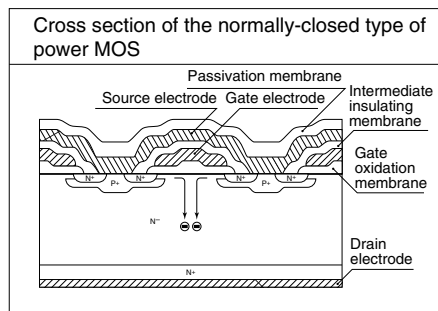 Cross section of the normally-closed type of
power MOS
Passivation membrane
Source electrode
Gate electrode
Intermediate
insulating
membrane
Gate
oxidation
membrane
N+
P+
N+
N+
P+
N+
N−
N+
Drain
electrode